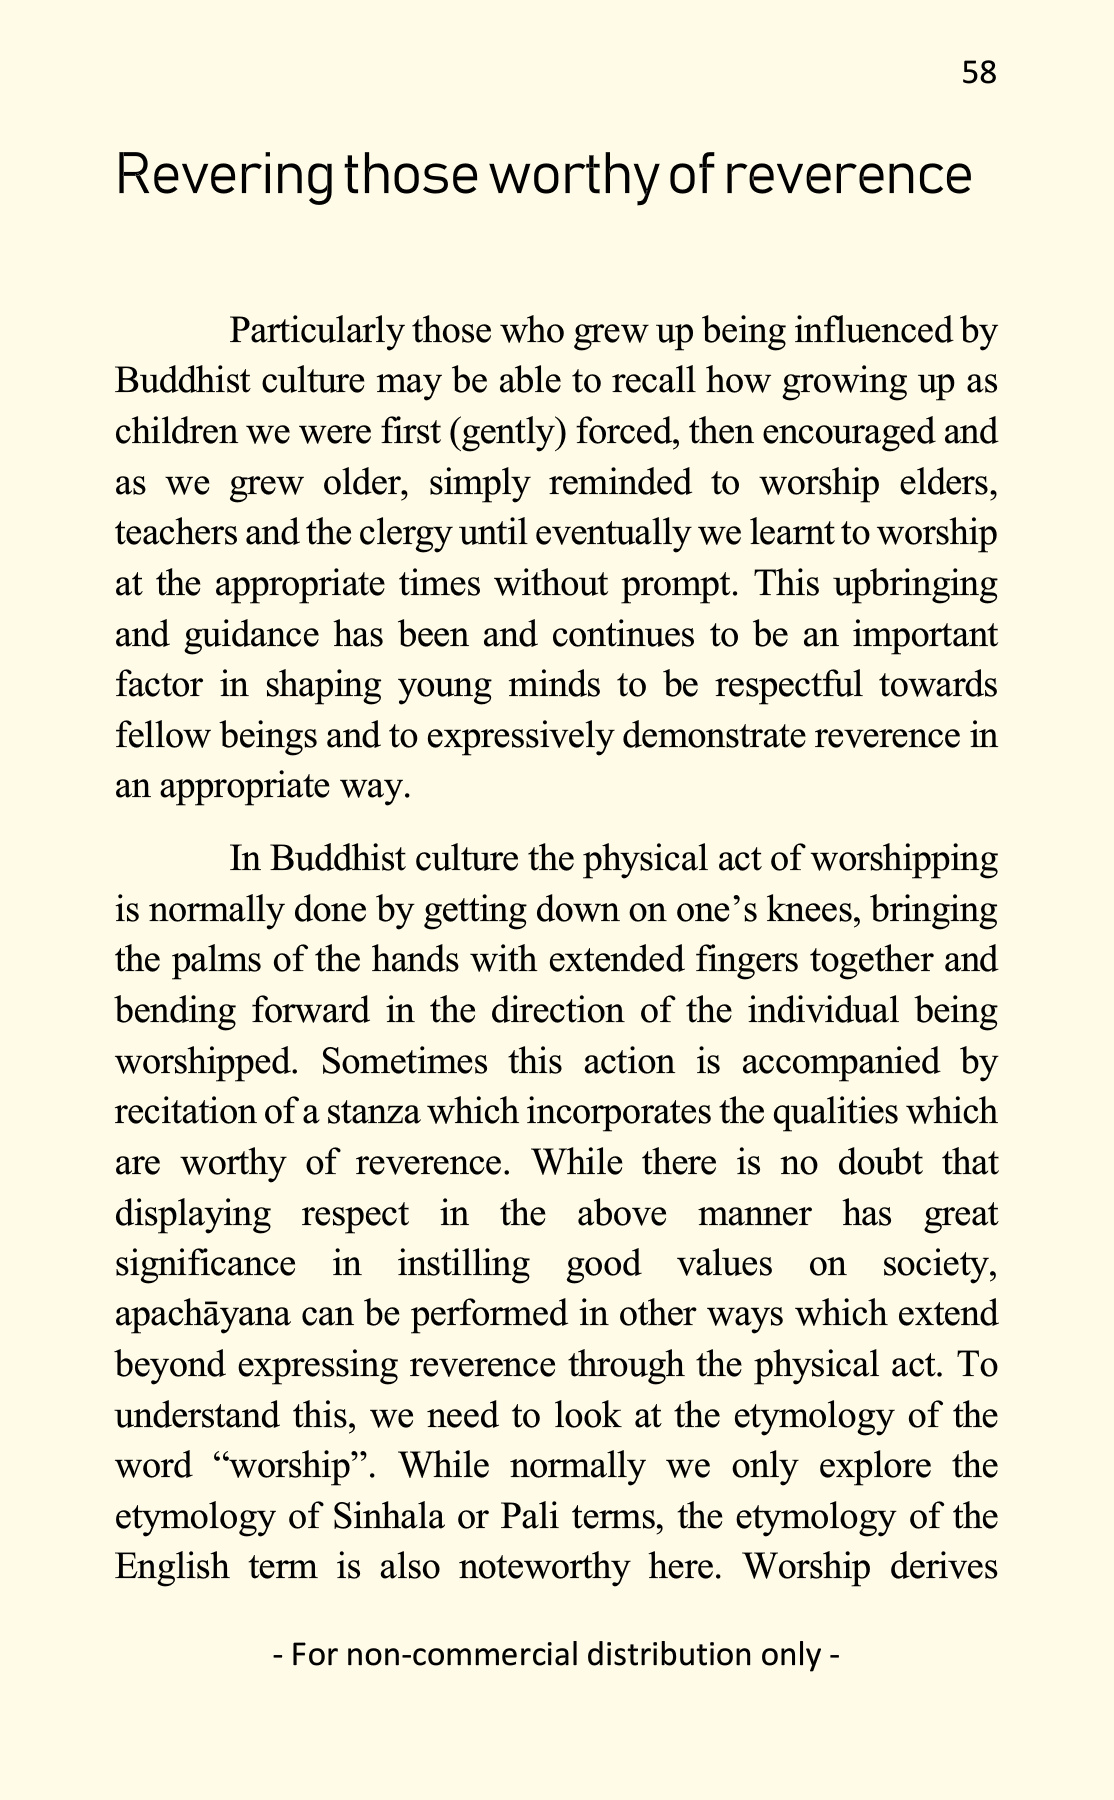 58
Revering those worthy of reverence
Particularly those who grew up being influenced by
Buddhist culture may be able to recall how growing up as
children we were first (gently) forced, then encouraged and
as we grew older, simply reminded to worship elders,
teachers and the clergy until eventually we learnt to worship
at the appropriate times without prompt. This upbringing
and guidance has been and continues to be an important
factor in shaping young minds to be respectful towards
fellow beings and to expressively demonstrate reverence in
an appropriate way.
In Buddhist culture the physical act of worshipping
is normally done by getting down on one’s knees, bringing
the palms of the hands with extended fingers together and
bending forward in the direction of the individual being
worshipped. Sometimes this action is accompanied by
recitation of a stanza which incorporates the qualities which
are worthy of reverence. While there is no doubt that
displaying respect in the above manner has great
significance in instilling good values on society,
apachāyana can be performed in other ways which extend
beyond expressing reverence through the physical act. To
understand this, we need to look at the etymology of the
word “worship”. While normally we only explore the
etymology of Sinhala or Pali terms, the etymology of the
English term is also noteworthy here. Worship derives
- For non-commercial distribution only -